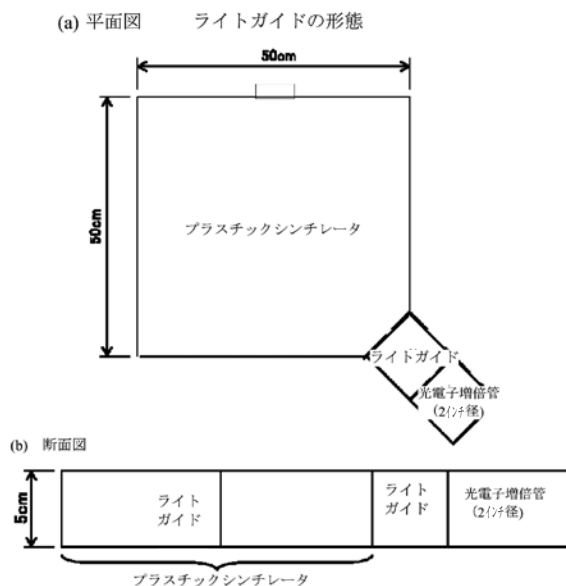 (a) 平面図 ライトガイドの形態
50cm
50cm
プラスチックシンチレータ
ライトガイド
光電子増倍管
(2インチ径)
(b) 断面図
5cm
ライト
ガイド
ライト
ガイド
光電子増倍管
(2インチ径)
プラスチックシンチレータ